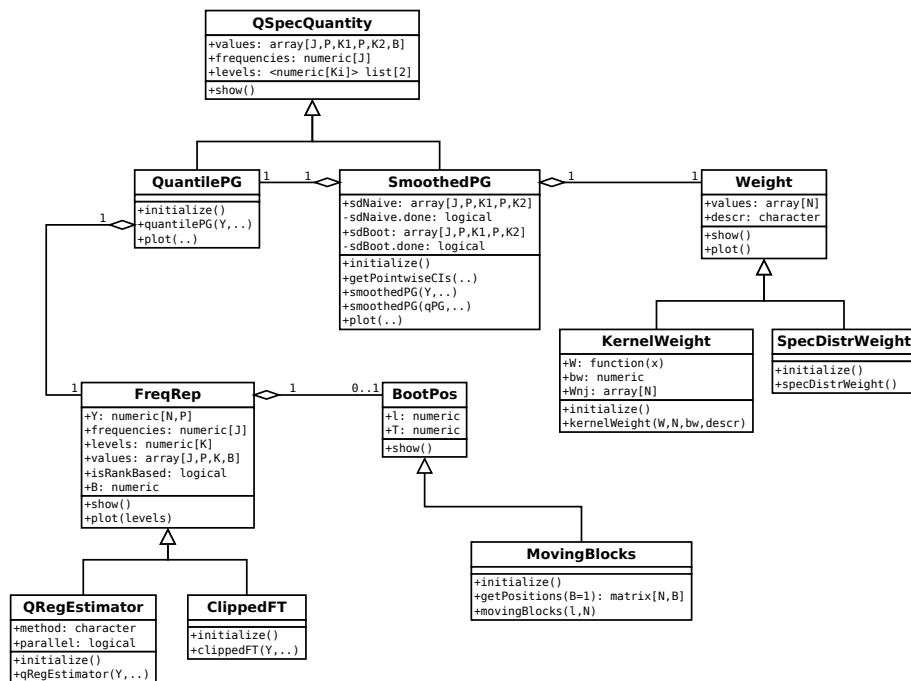 QSpecQuantity
+values: array[J,P,K1,P,K2,B]
+frequencies: numeric[J]
+levels: <numeric[Ki]> list[2]
+show()
QuantilePG
+initialize()
+quantilePG(Y,..)
+plot(..)
1
1
1
SmoothedPG
+sdNaive: array[J,P,K1,P,K2]
-sdNaive.done: logical
+sdBoot: array[J,P,K1,P,K2]
-sdBoot.done: logical
+initialize()
+getPointwiseCIs(..)
+smoothedPG(Y,..)
+smoothedPG(qPG,..)
+plot(..)
1
1
Weight
+values: array[N]
+descr: character
+show()
+plot()
KernelWeight
+W: function(x)
+bw: numeric
+Wnj: array[N]
+initialize()
+kernelWeight(W,N,bw,descr)
SpecDistrWeight
+initialize()
+specDistrWeight()
1
FreqRep
+Y: numeric[N,P]
+frequencies: numeric[J]
+levels: numeric[K]
+values: array[J,P,K,B]
+isRankBased: logical
+B: numeric
+show()
+plot(levels)
1
0..1
BootPos
+l: numeric
+T: numeric
+show()
MovingBlocks
+initialize()
+getPositions(B=1): matrix[N,B]
+movingBlocks(l,N)
QRegEstimator
+method: character
+parallel: logical
+initialize()
+qRegEstimator(Y,..)
ClippedFT
+initialize()
+clippedFT(Y,..)